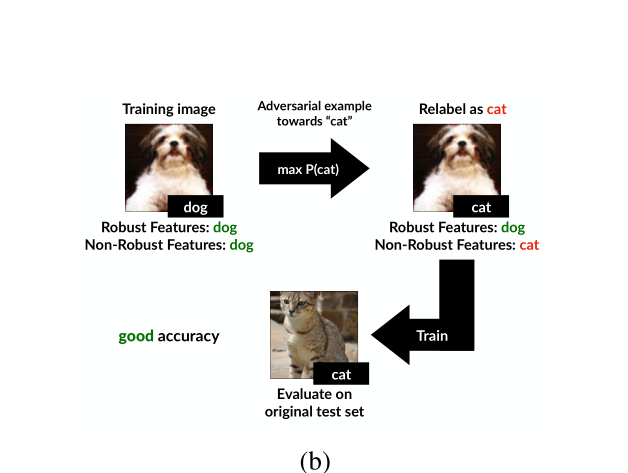 Training image
Adversarial example
towards “cat”
Relabel as cat
max P(cat)
dog
cat
Robust Features: dog
Non-Robust Features: dog
Robust Features: dog
Non-Robust Features: cat
good accuracy
Train
cat
Evaluate on
original test set
(b)